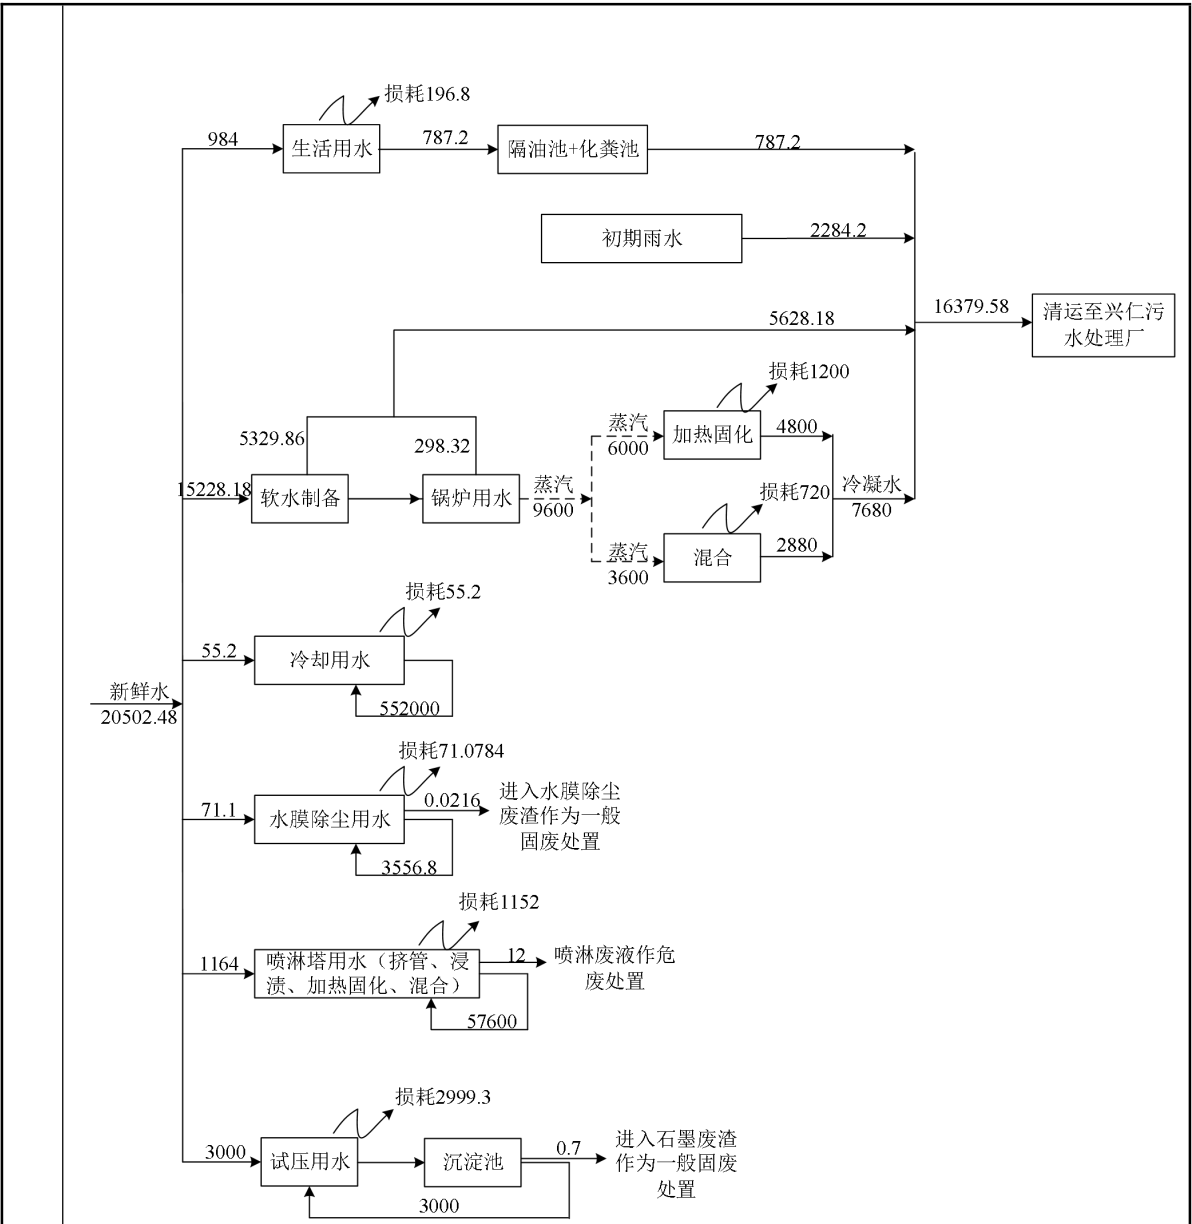 损耗196.8
984
生活用水
787.2
隔油池+化粪池
787.2
初期雨水
2284.2
16379.58
清运至兴仁污
水处理厂
5628.18
损耗1200
5329.86
298.32
蒸汽
6000
加热固化
4800
15228.18
软水制备
锅炉用水
蒸汽
9600
损耗720
冷凝水
7680
蒸汽
3600
混合
2880
损耗55.2
55.2
冷却用水
552000
新鲜水
20502.48
损耗71.0784
71.1
水膜除尘用水
0.0216
进入水膜除尘
废渣作为一般
固废处置
3556.8
损耗1152
1164
喷淋塔用水（挤管、浸
渍、加热固化、混合）
12
喷淋废液作危
废处置
57600
损耗2999.3
3000
试压用水
沉淀池
0.7
进入石墨废渣
作为一般固废
处置
3000